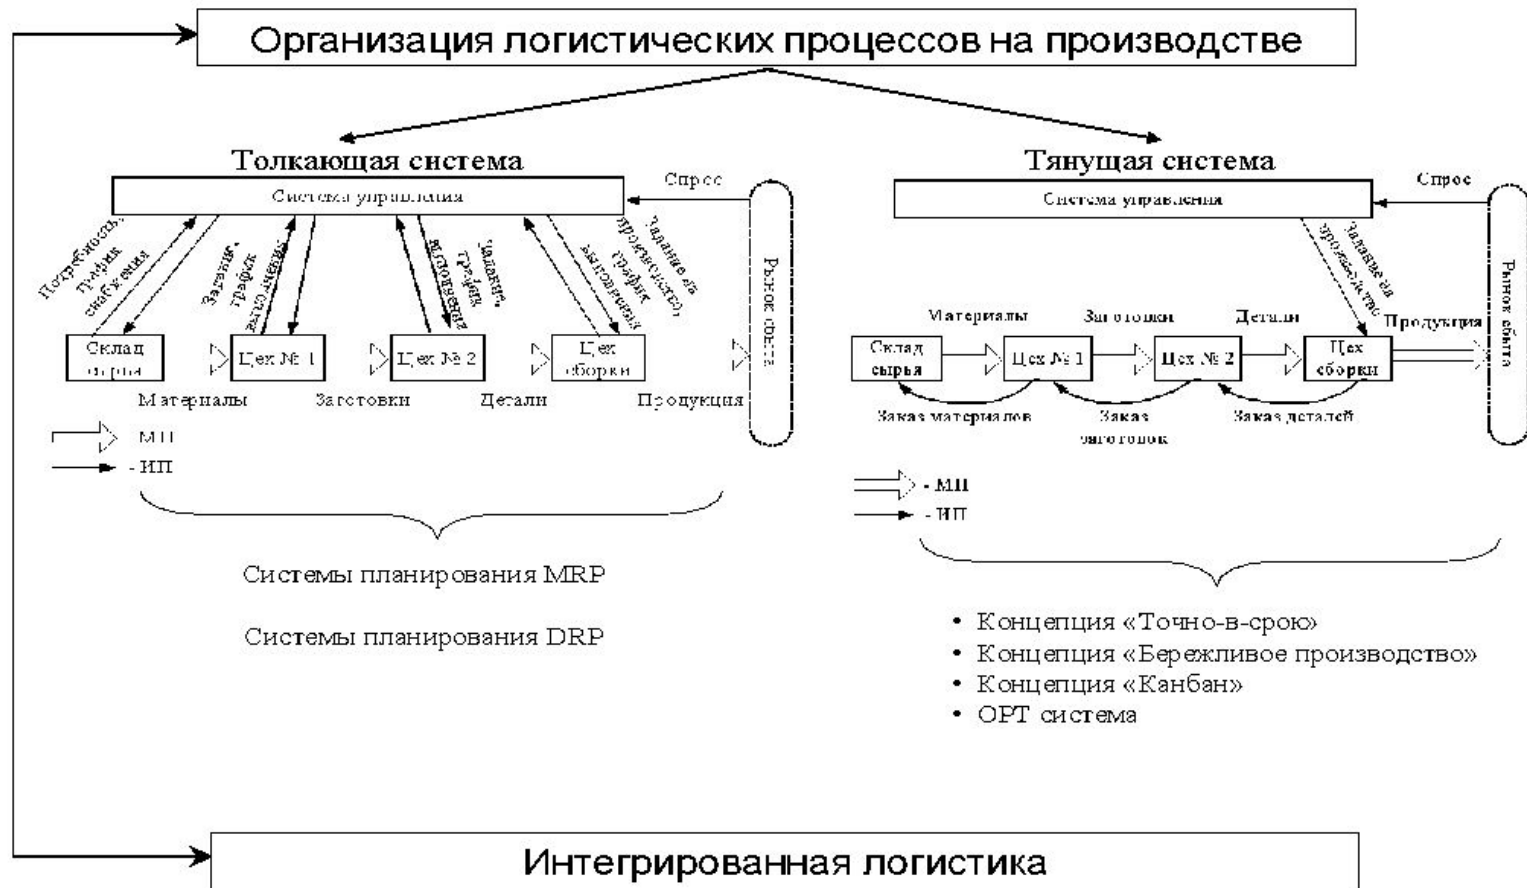 Организация логистических процессов на производстве
Толкающая система
Система управления
Спрос
Потребность,
график
снабжения
график
график
Задание на
производство,
график
Рынок сбыта
Склад
сырья
Цех № 1
Цех № 2
Цех
сборки
Материалы
Заготовки
Детали
Продукция
- МП
- ИП
Системы планирования MRP
Системы планирования DRP
Тянущая система
Система управления
Спрос
Задание на
производство
Рынок сбыта
Материалы
Заготовки
Детали
Продукция
Склад
сырья
Цех № 1
Цех № 2
Цех
сборки
Заказ материалов
Заказ
заготовок
Заказ деталей
- МП
- ИП
• Концепция «Точно-в-срою»
• Концепция «Бережливое производство»
• Концепция «Канбан»
• ОРТ система
Интегрированная логистика